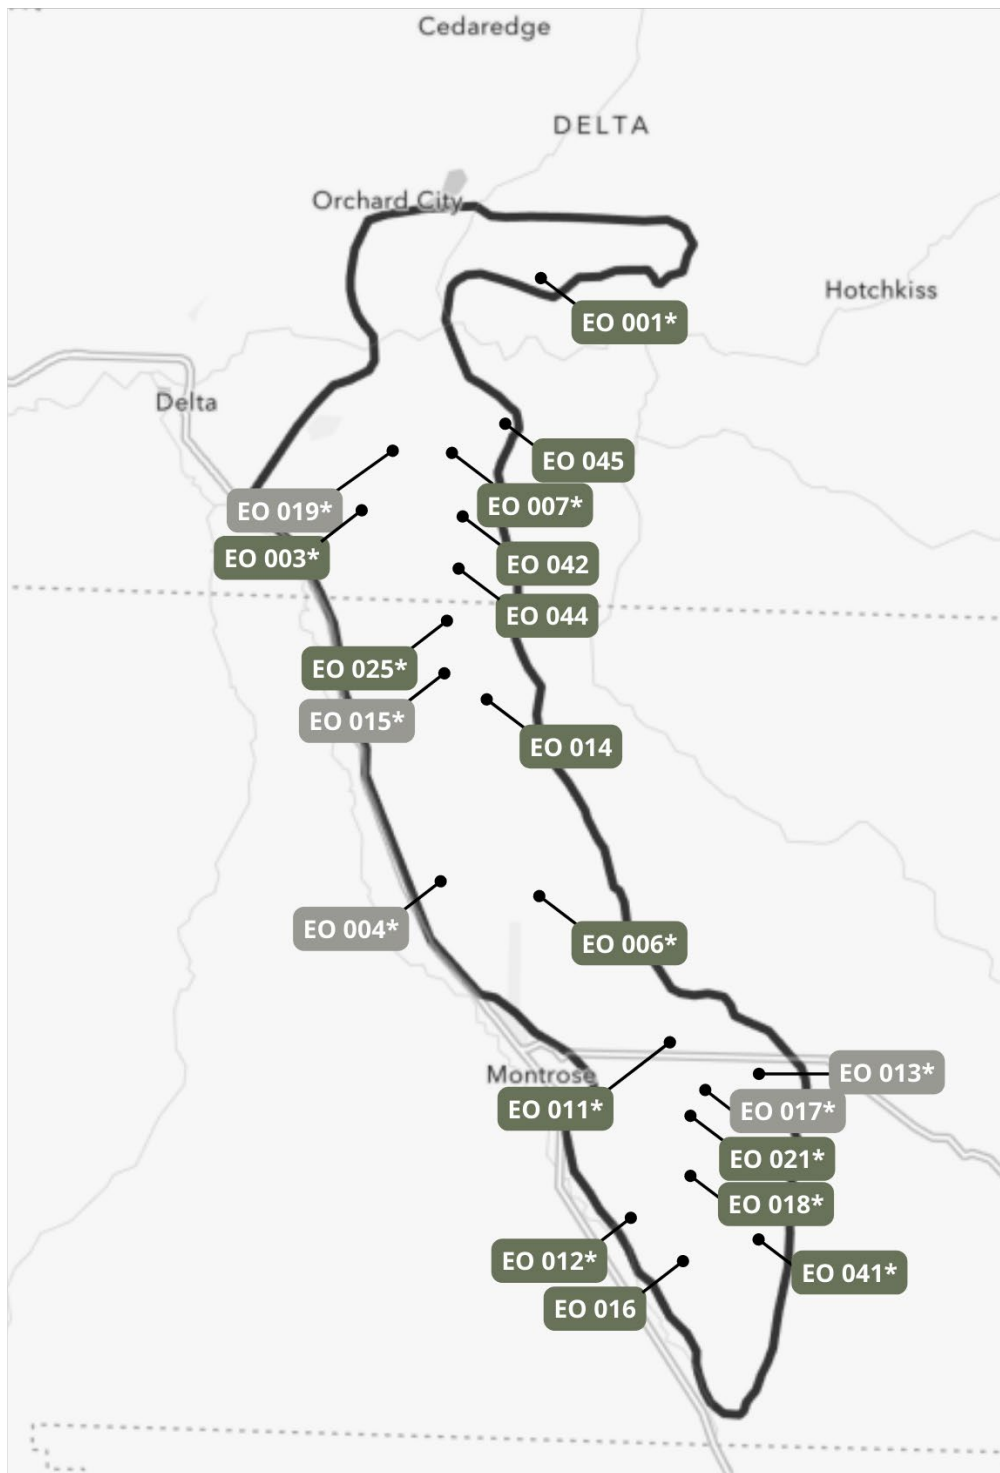 Cedaredge
DELTA
Orchard City
Hotchkiss
EO 001*
Delta
EO 045
EO 007*
EO 019*
EO 003*
EO 042
EO 044
EO 025*
EO 015*
EO 014
EO 004*
EO 006*
Montrose
EO 013*
EO 011*
EO 017*
EO 021*
EO 018*
EO 012*
EO 041*
EO 016